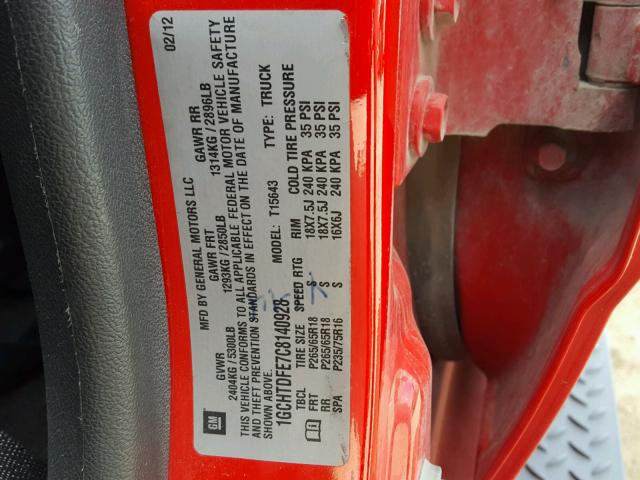 GM
MFD BY GENERAL MOTORS LLC 02/12
GVWR GAWR FRT GAWR RR
2404KG / 5300LB 1293KG / 2850LB 1314KG / 2896LB
THIS VEHICLE CONFORMS TO ALL APPLICABLE FEDERAL MOTOR VEHICLE SAFETY
AND THEFT PREVENTION STANDARDS IN EFFECT ON THE DATE OF MANUFACTURE
SHOWN ABOVE.
1GCHTDFE7C8140928 MODEL: T15643 TYPE: TRUCK
TBCL TIRE SIZE SPEED RTG RIM COLD TIRE PRESSURE
FRT P265/65R18 S 18X7.5J 240 KPA 35 PSI
RR P265/65R18 S 18X7.5J 240 KPA 35 PSI
SPA P235/75R16 S 16X6J 240 KPA 35 PSI